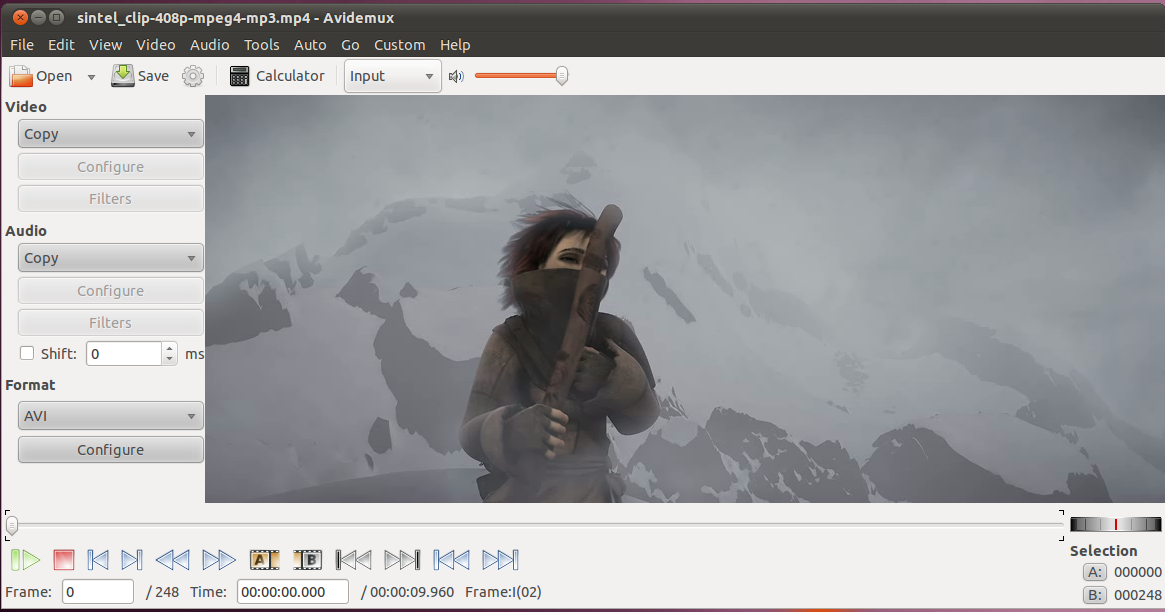 sintel_clip-408p-mpeg4-mp3.mp4 - Avidemux
File Edit View Video Audio Tools Auto Go Custom Help
Open Save Calculator Input
Video
Copy
Configure
Filters
Audio
Copy
Configure
Filters
Shift: 0 ms
Format
AVI
Configure
A B
Selection
A: 000000
B: 000248
Frame: 0 / 248 Time: 00:00:00.000 / 00:00:09.960 Frame:I(02)